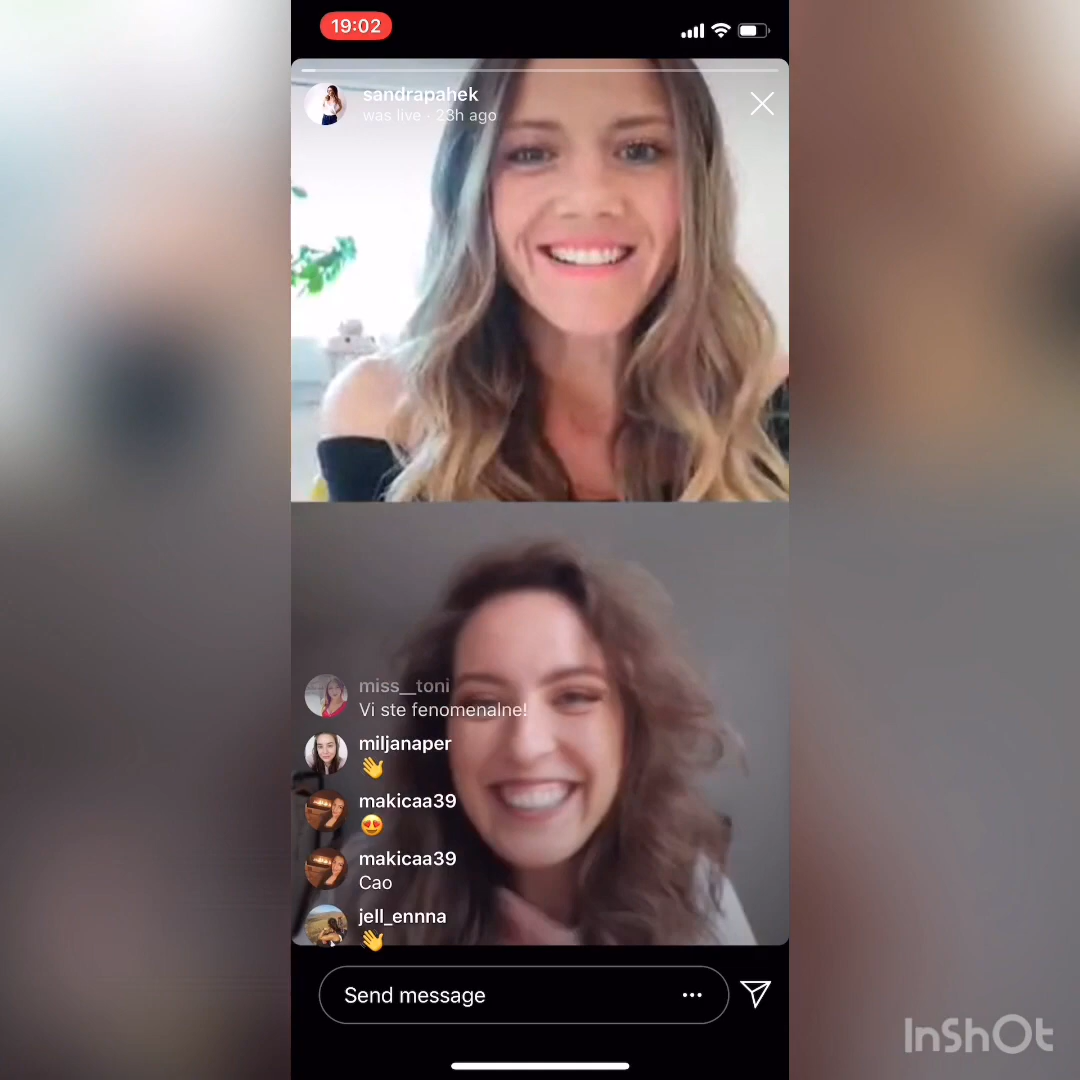 19:02
sandrapahek
was live · 23h ago
miss__toni
Vi ste fenomenalne!
miljanaper
👋
makicaa39
😍
makicaa39
Cao
jell_ennna
👋
Send message
InShOt